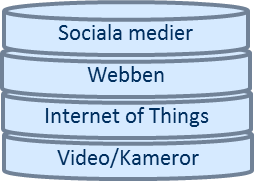 Sociala medier
Webben
Internet of Things
Video/Kameror